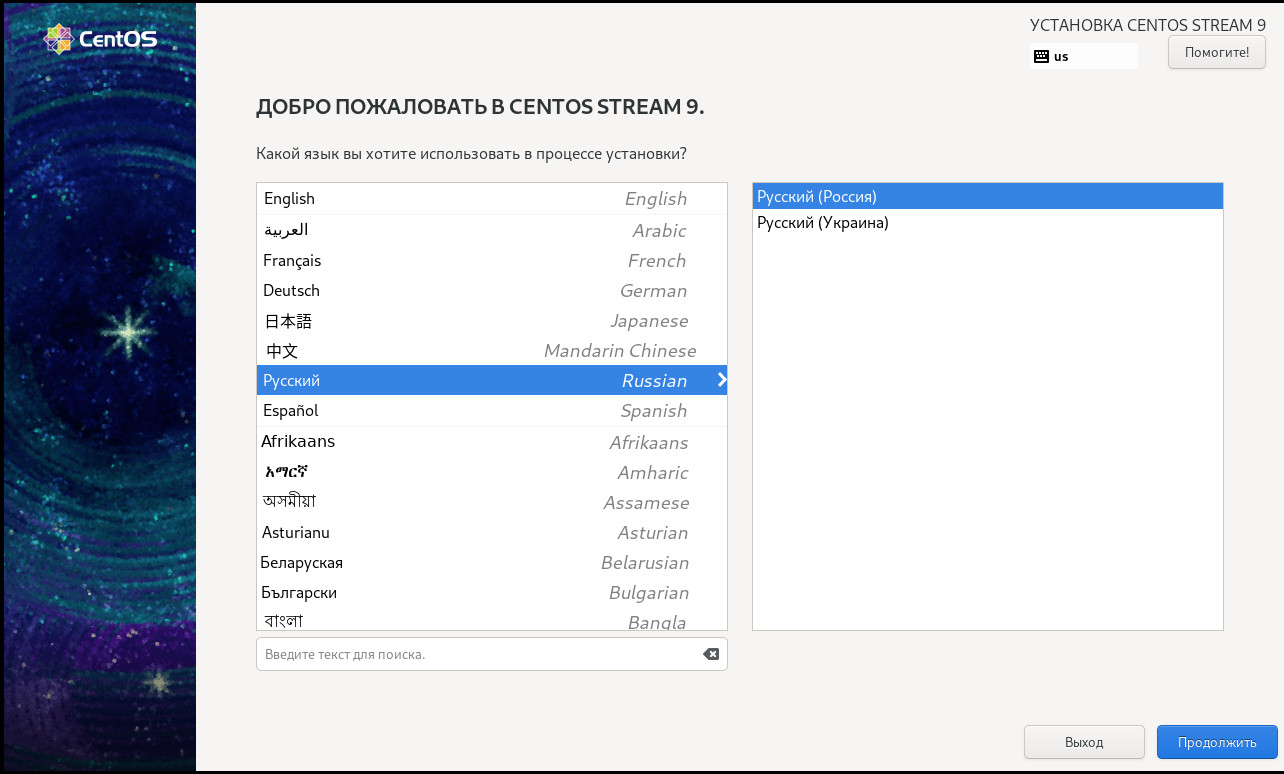 CentOS
УСТАНОВКА CENTOS STREAM 9
us
Помогите!
ДОБРО ПОЖАЛОВАТЬ В CENTOS STREAM 9.
Какой язык вы хотите использовать в процессе установки?
English English
العربية Arabic
Français French
Deutsch German
日本語 Japanese
中文 Mandarin Chinese
Русский Russian
Español Spanish
Afrikaans Afrikaans
አማርኛ Amharic
অসমীয়া Assamese
Asturianu Asturian
Беларуская Belarusian
Български Bulgarian
বাংলা Bangla
Русский (Россия)
Русский (Украина)
Введите текст для поиска.
Выход
Продолжить